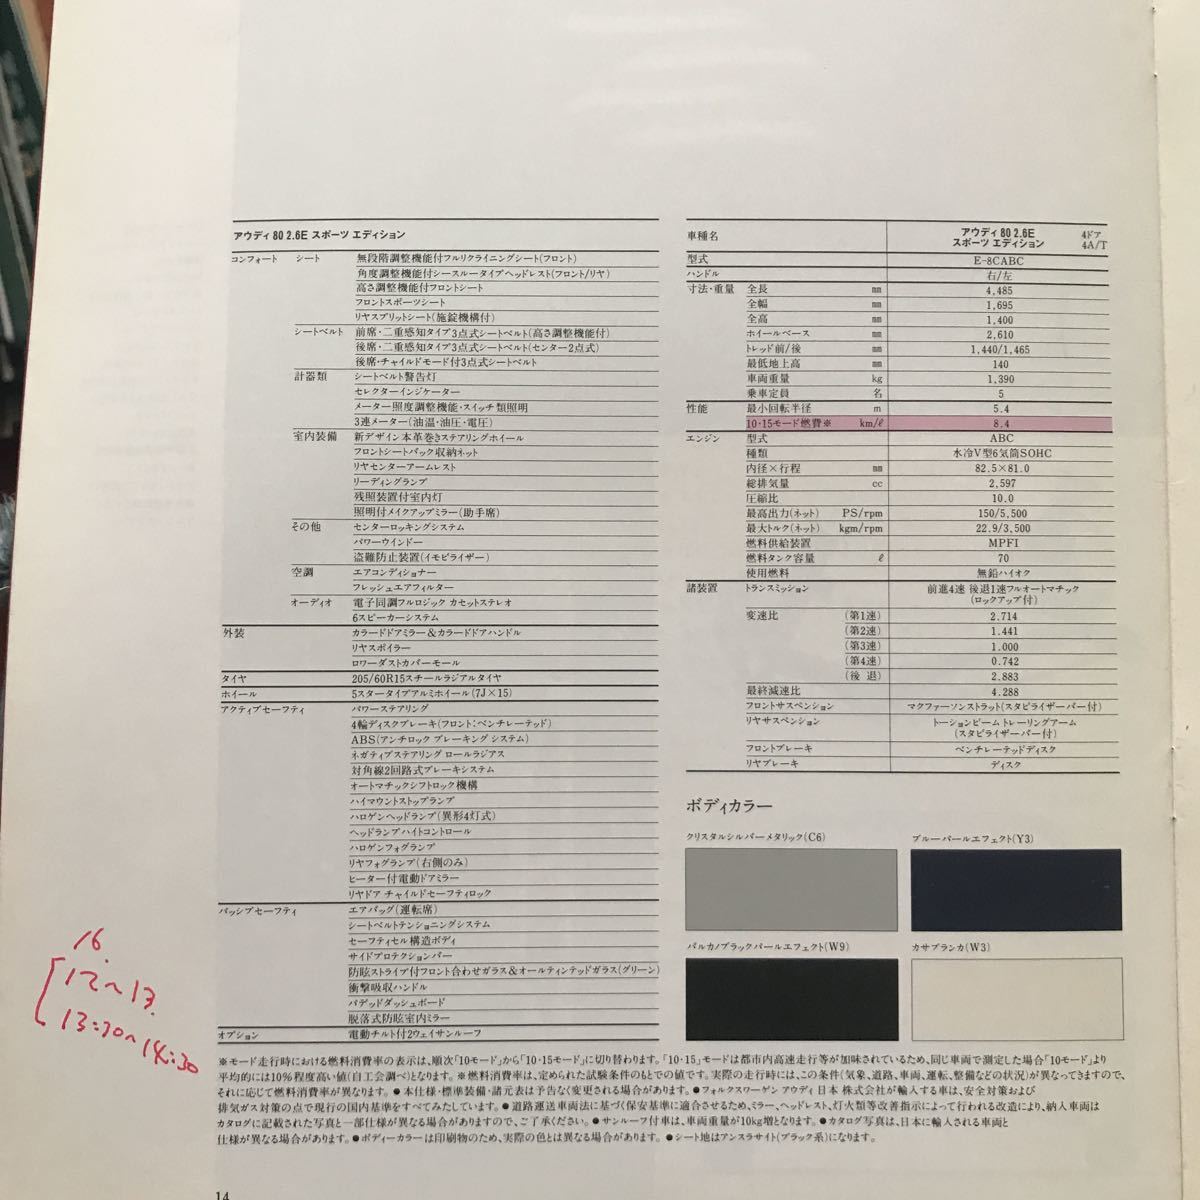 アウディ 80 2.6E スポーツ エディション
コンフォート シート 無段階調整機能付フルリクライニングシート(フロント)
角度調整機能付シースルータイプヘッドレスト(フロント/リヤ)
高さ調整機能付フロントシート
フロントスポーツシート
リヤスプリットシート(施錠機構付)
シートベルト 前席・二重感知タイプ3点式シートベルト(高さ調整機能付)
後席・二重感知タイプ3点式シートベルト(センター2点式)
後席・チャイルドモード付3点式シートベルト
計器類 シートベルト警告灯
セレクターインジケーター
メーター照度調整機能・スイッチ類照明
3連メーター(油温・油圧・電圧)
室内装備 新デザイン本革巻きステアリングホイール
フロントシートバック収納ネット
リヤセンターアームレスト
リーディングランプ
残照装置付室内灯
照明付メイクアップミラー(助手席)
その他 センターロッキングシステム
パワーウインドー
盗難防止装置(イモビライザー)
空調 エアコンディショナー
フレッシュエアフィルター
オーディオ 電子同調フルロジック カセットステレオ
6スピーカーシステム
外装 カラードドアミラー&カラードドアハンドル
リヤスポイラー
ロワーダストカバーモール
タイヤ 205/60R15スチールラジアルタイヤ
ホイール 5スタータイプアルミホイール(7J×15)
アクティブセーフティ パワーステアリング
4輪ディスクブレーキ(フロント:ベンチレーテッド)
ABS(アンチロック ブレーキング システム)
ネガティブステアリング ロールラジアス
対角線2回路式ブレーキシステム
オートマチックシフトロック機構
ハイマウントストップランプ
ハロゲンヘッドランプ(異形4灯式)
ヘッドランプハイトコントロール
ハロゲンフォグランプ
リヤフォグランプ(右側のみ)
ヒーター付電動ドアミラー
リヤドア チャイルドセーフティロック
パッシブセーフティ エアバッグ(運転席)
シートベルトテンショニングシステム
セーフティセル構造ボディ
サイドプロテクションバー
防眩ストライプ付フロント合わせガラス&オールティンテッドガラス(グリーン)
衝撃吸収ハンドル
パデッドダッシュボード
脱落式防眩室内ミラー
オプション 電動チルト付2ウェイサンルーフ
車種名 アウディ 80 2.6E スポーツ エディション 4ドア 4A/T
型式 E-8CABC
ハンドル 右/左
寸法・重量 全長 mm 4,485
全幅 mm 1,695
全高 mm 1,400
ホイールベース mm 2,610
トレッド前/後 mm 1,440/1,465
最低地上高 mm 140
車両重量 kg 1,390
乗車定員 名 5
性能 最小回転半径 m 5.4
10・15モード燃費※ km/ℓ 8.4
エンジン 型式 ABC
種類 水冷V型6気筒SOHC
内径×行程 mm 82.5×81.0
総排気量 cc 2,597
圧縮比 10.0
最高出力(ネット) PS/rpm 150/5,500
最大トルク(ネット) kgm/rpm 22.9/3,500
燃料供給装置 MPFI
燃料タンク容量 ℓ 70
使用燃料 無鉛ハイオク
諸装置 トランスミッション 前進4速 後退1速フルオートマチック
(ロックアップ付)
変速比 (第1速) 2.714
(第2速) 1.441
(第3速) 1.000
(第4速) 0.742
(後 退) 2.883
最終減速比 4.288
フロントサスペンション マクファーソンストラット(スタビライザーバー付)
リヤサスペンション トーションビーム トレーリングアーム
(スタビライザーバー付)
フロントブレーキ ベンチレーテッドディスク
リヤブレーキ ディスク
ボディカラー
クリスタルシルバーメタリック(C6)
ブルーパールエフェクト(Y3)
バルカノブラックパールエフェクト(W9)
カサブランカ(W3)
16.
12〜13.
13:30〜14:30
※モード走行時における燃料消費率の表示は、順次「10モード」から「10・15モード」に切り替わります。「10・15」モードは都市内高速走行等が加味されているため、同じ車両で測定した場合「10モード」より
平均的には10%程度高い値(自工会調べ)となります。※燃料消費率は、定められた試験条件のもとでの値です。実際の走行時には、この条件(気象、道路、車両、運転、整備などの状況)が異なってきますので、
それに応じて燃料消費率が異なります。●本仕様・標準装備・諸元表は予告なく変更される場合があります。●フォルクスワーゲン アウディ 日本 株式会社が輸入する車は、安全対策および
排気ガス対策の点で現行の国内基準をすべてみたしています。●道路運送車両法に基づく保安基準に適合させるため、ミラー、ヘッドレスト、灯火類等改善指示によって行われる改造により、納入車両は
カタログに記載された写真と一部仕様が異なる場合がありますので、ご了承ください。●サンルーフ付車は、車両重量が10kg増となります。●カタログ写真は、日本に輸入される車両と
仕様が異なる場合があります。●ボディーカラーは印刷物のため、実際の色とは異なる場合があります。●シート地はアンスラサイト(ブラック系)になります。
14